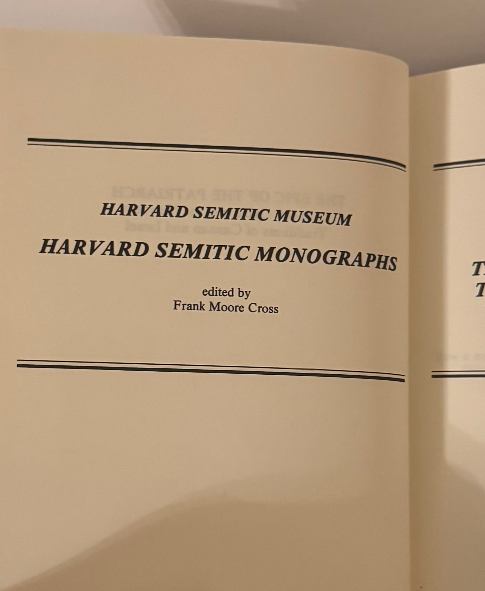 HARVARD SEMITIC MUSEUM
HARVARD SEMITIC MONOGRAPHS
edited by
Frank Moore Cross